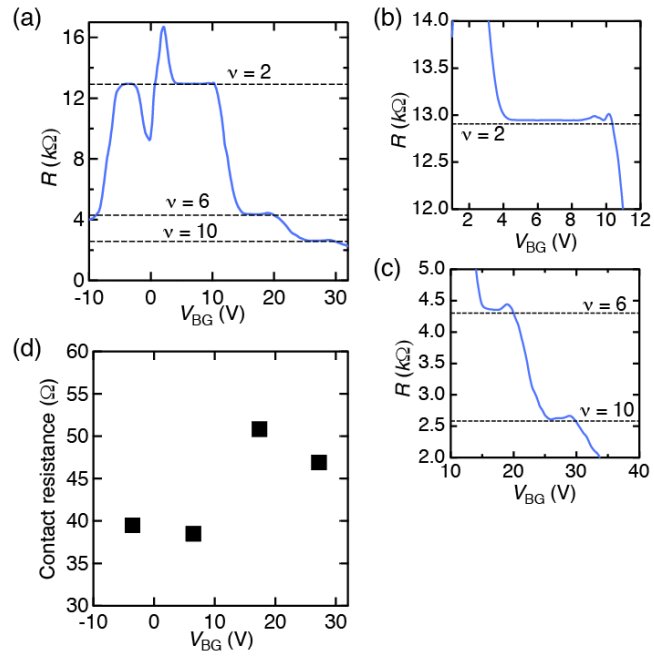 (a)
R (kΩ)
16
12
8
4
0
ν = 2
ν = 6
ν = 10
-10
0
10
20
30
VBG (V)
(b)
R (kΩ)
14.0
13.5
13.0
12.5
12.0
ν = 2
2
4
6
8
10
12
VBG (V)
(c)
R (kΩ)
5.0
4.5
4.0
3.5
3.0
2.5
2.0
ν = 6
ν = 10
10
20
30
40
VBG (V)
(d)
Contact resistance (Ω)
60
55
50
45
40
35
30
-10
0
10
20
30
VBG (V)